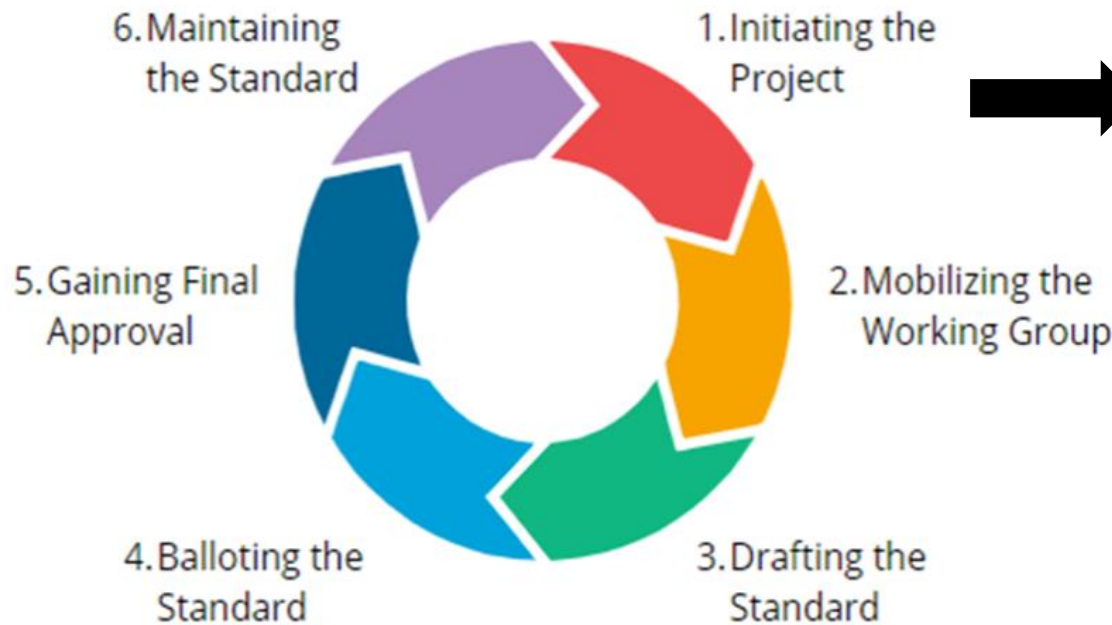 1. Initiating the
Project
2. Mobilizing the
Working Group
3. Drafting the
Standard
4. Balloting the
Standard
5. Gaining Final
Approval
6. Maintaining
the Standard